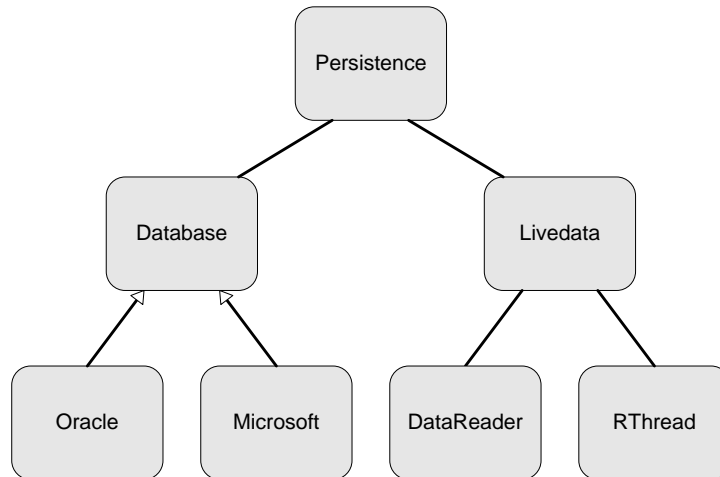 Persistence
Database
Livedata
Oracle
Microsoft
DataReader
RThread